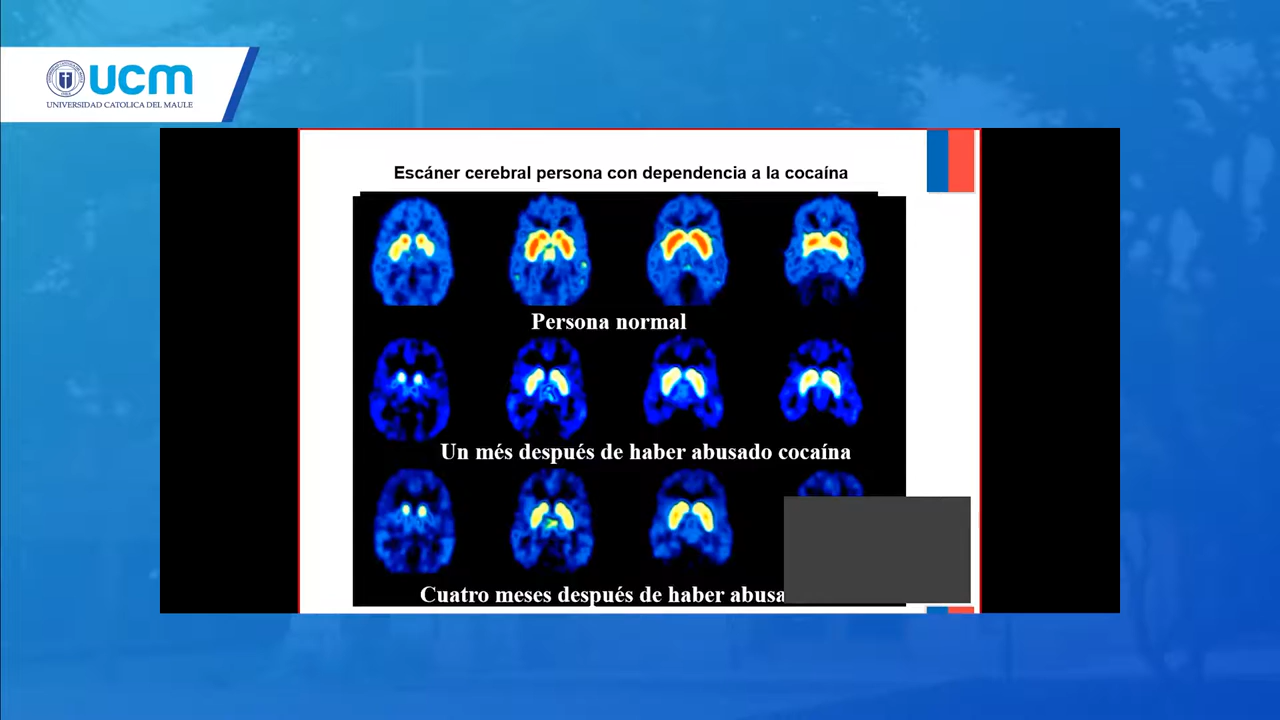 ucm
UNIVERSIDAD CATOLICA DEL MAULE
Escáner cerebral persona con dependencia a la cocaína
Persona normal
Un més después de haber abusado cocaína
Cuatro meses después de haber abusa